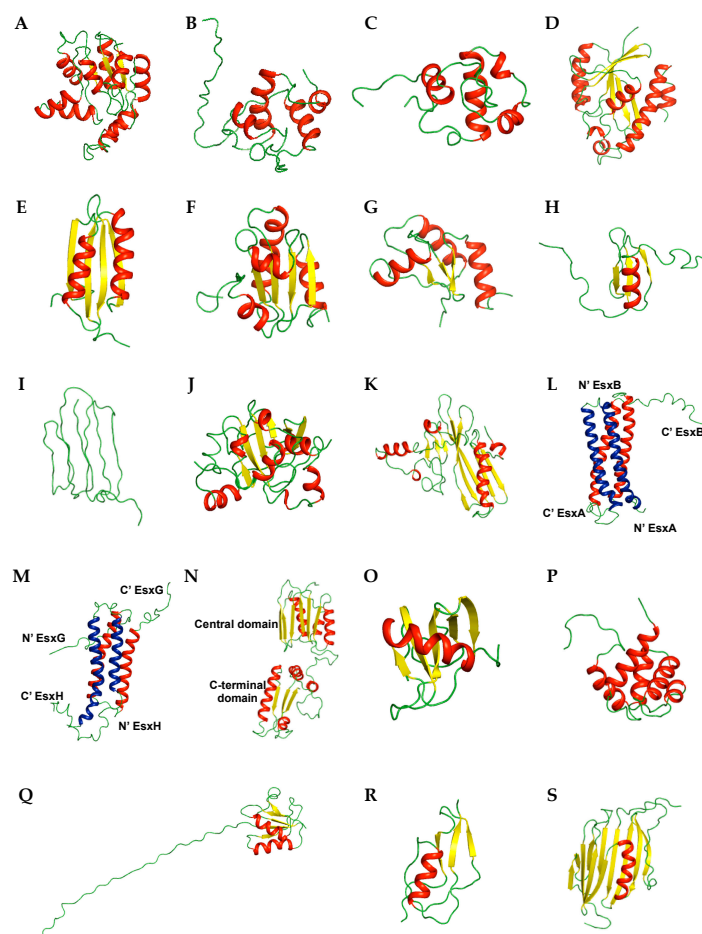 A
B
C
D
E
F
G
H
I
J
K
L
N' EsxB
C' EsxB
C' EsxA
N' EsxA
M
C' EsxG
N' EsxG
C' EsxH
N' EsxH
N
Central domain
C-terminal
domain
O
P
Q
R
S